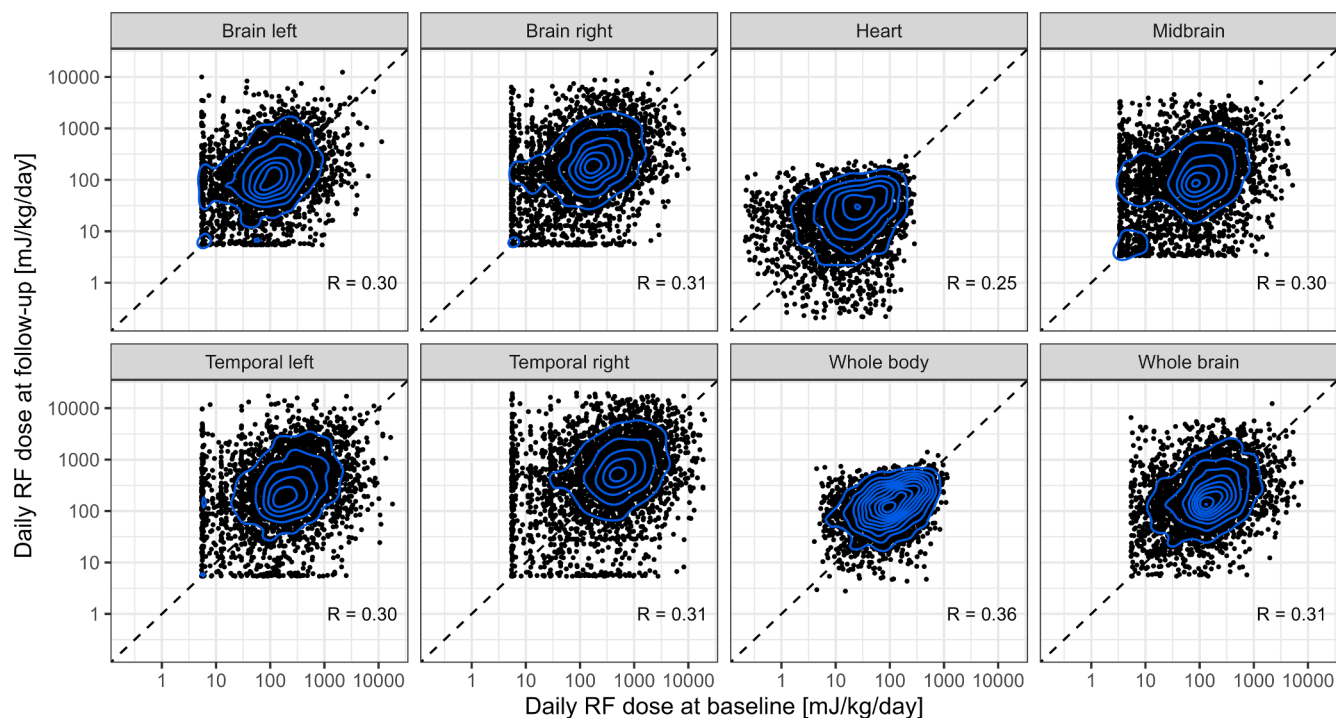 Brain left
Brain right
Heart
Midbrain
10000
1000
100
10
1
R = 0.30
R = 0.31
R = 0.25
R = 0.30
Temporal left
Temporal right
Whole body
Whole brain
10000
1000
100
10
1
R = 0.30
R = 0.31
R = 0.36
R = 0.31
1 10 100 1000 10000
1 10 100 1000 10000
1 10 100 1000 10000
1 10 100 1000 10000
Daily RF dose at baseline [mJ/kg/day]
Daily RF dose at follow-up [mJ/kg/day]